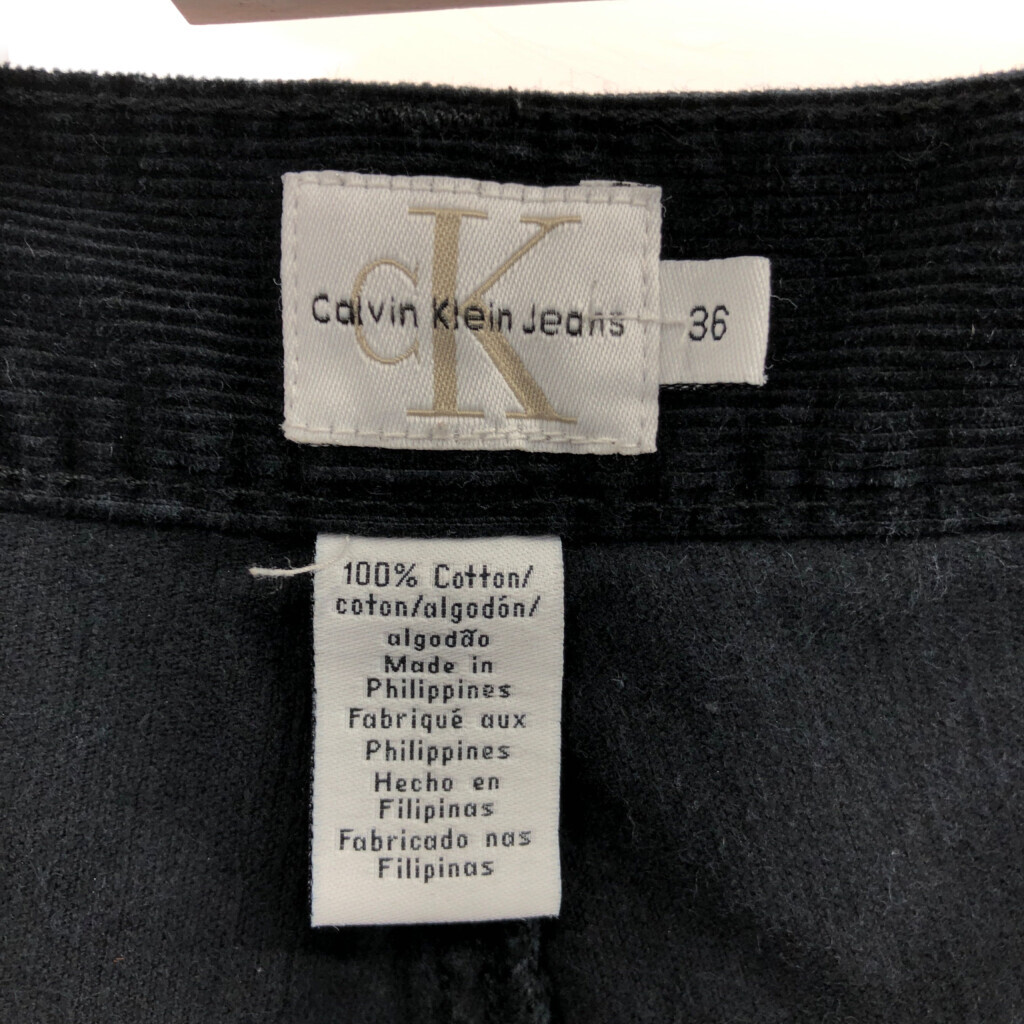 CK
Calvin Klein Jeans
36
100% Cotton/
coton/algodón/
algodão
Made in
Philippines
Fabriqué aux
Philippines
Hecho en
Filipinas
Fabricado nas
Filipinas